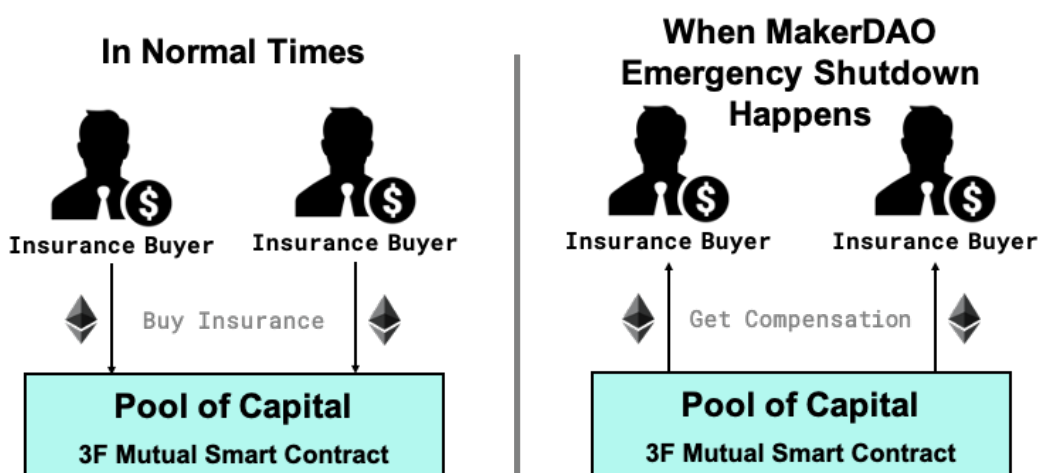 In Normal Times
$
$
Insurance Buyer
Insurance Buyer
Buy Insurance
Pool of Capital
3F Mutual Smart Contract
When MakerDAO
Emergency Shutdown
Happens
$
$
Insurance Buyer
Insurance Buyer
Get Compensation
Pool of Capital
3F Mutual Smart Contract